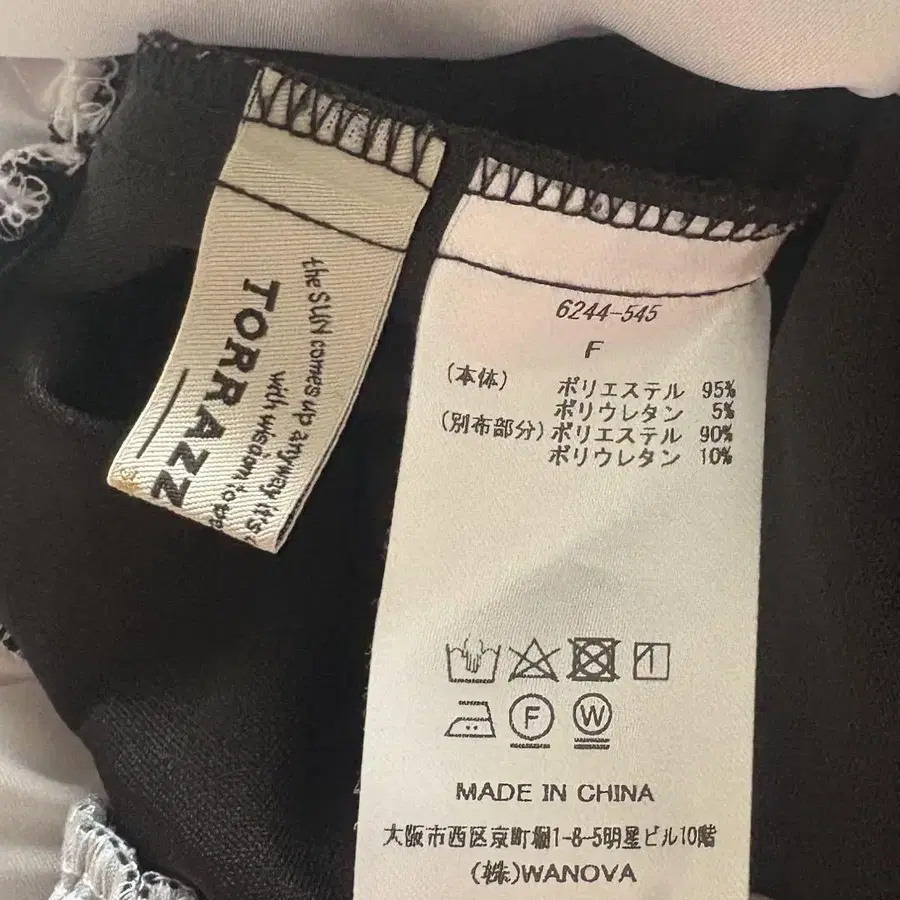 the SUN comes up anyway it's
with wisdom to
TORRAZZ
6244-545
F
(本体) ポリエステル 95%
ポリウレタン 5%
(別布部分) ポリエステル 90%
ポリウレタン 10%
F W
MADE IN CHINA
大阪市西区京町堀1-8-5明星ビル10階
(株)WANOVA